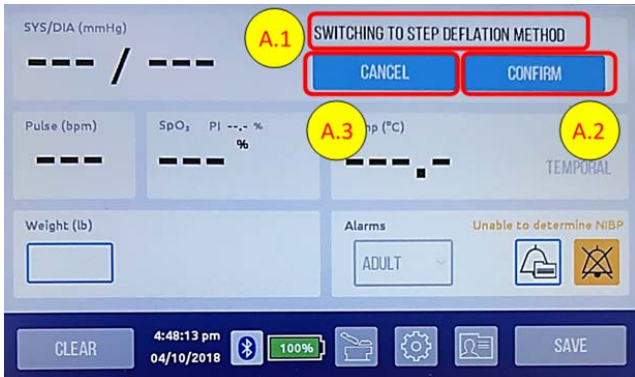 SYS/DIA (mmHg)
A.1
SWITCHING TO STEP DEFLATION METHOD
--- / ---
CANCEL
CONFIRM
Pulse (bpm)
SpO₂ PI --.- %
%
A.3
mp (°C)
A.2
---
---
---.-
TEMPORAL
Weight (lb)
Alarms
Unable to determine NIBP
ADULT
CLEAR
4:48:13 pm
04/10/2018
100%
SAVE